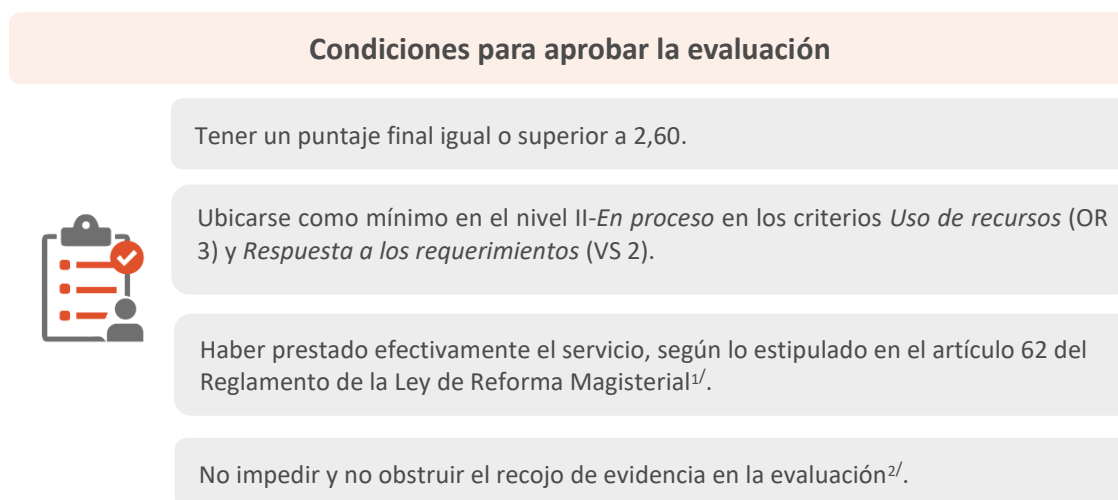 Condiciones para aprobar la evaluación
Tener un puntaje final igual o superior a 2,60.
Ubicarse como mínimo en el nivel II-En proceso en los criterios Uso de recursos (OR
3) y Respuesta a los requerimientos (VS 2).
Haber prestado efectivamente el servicio, según lo estipulado en el artículo 62 del
Reglamento de la Ley de Reforma Magisterial1/.
No impedir y no obstruir el recojo de evidencia en la evaluación2/.